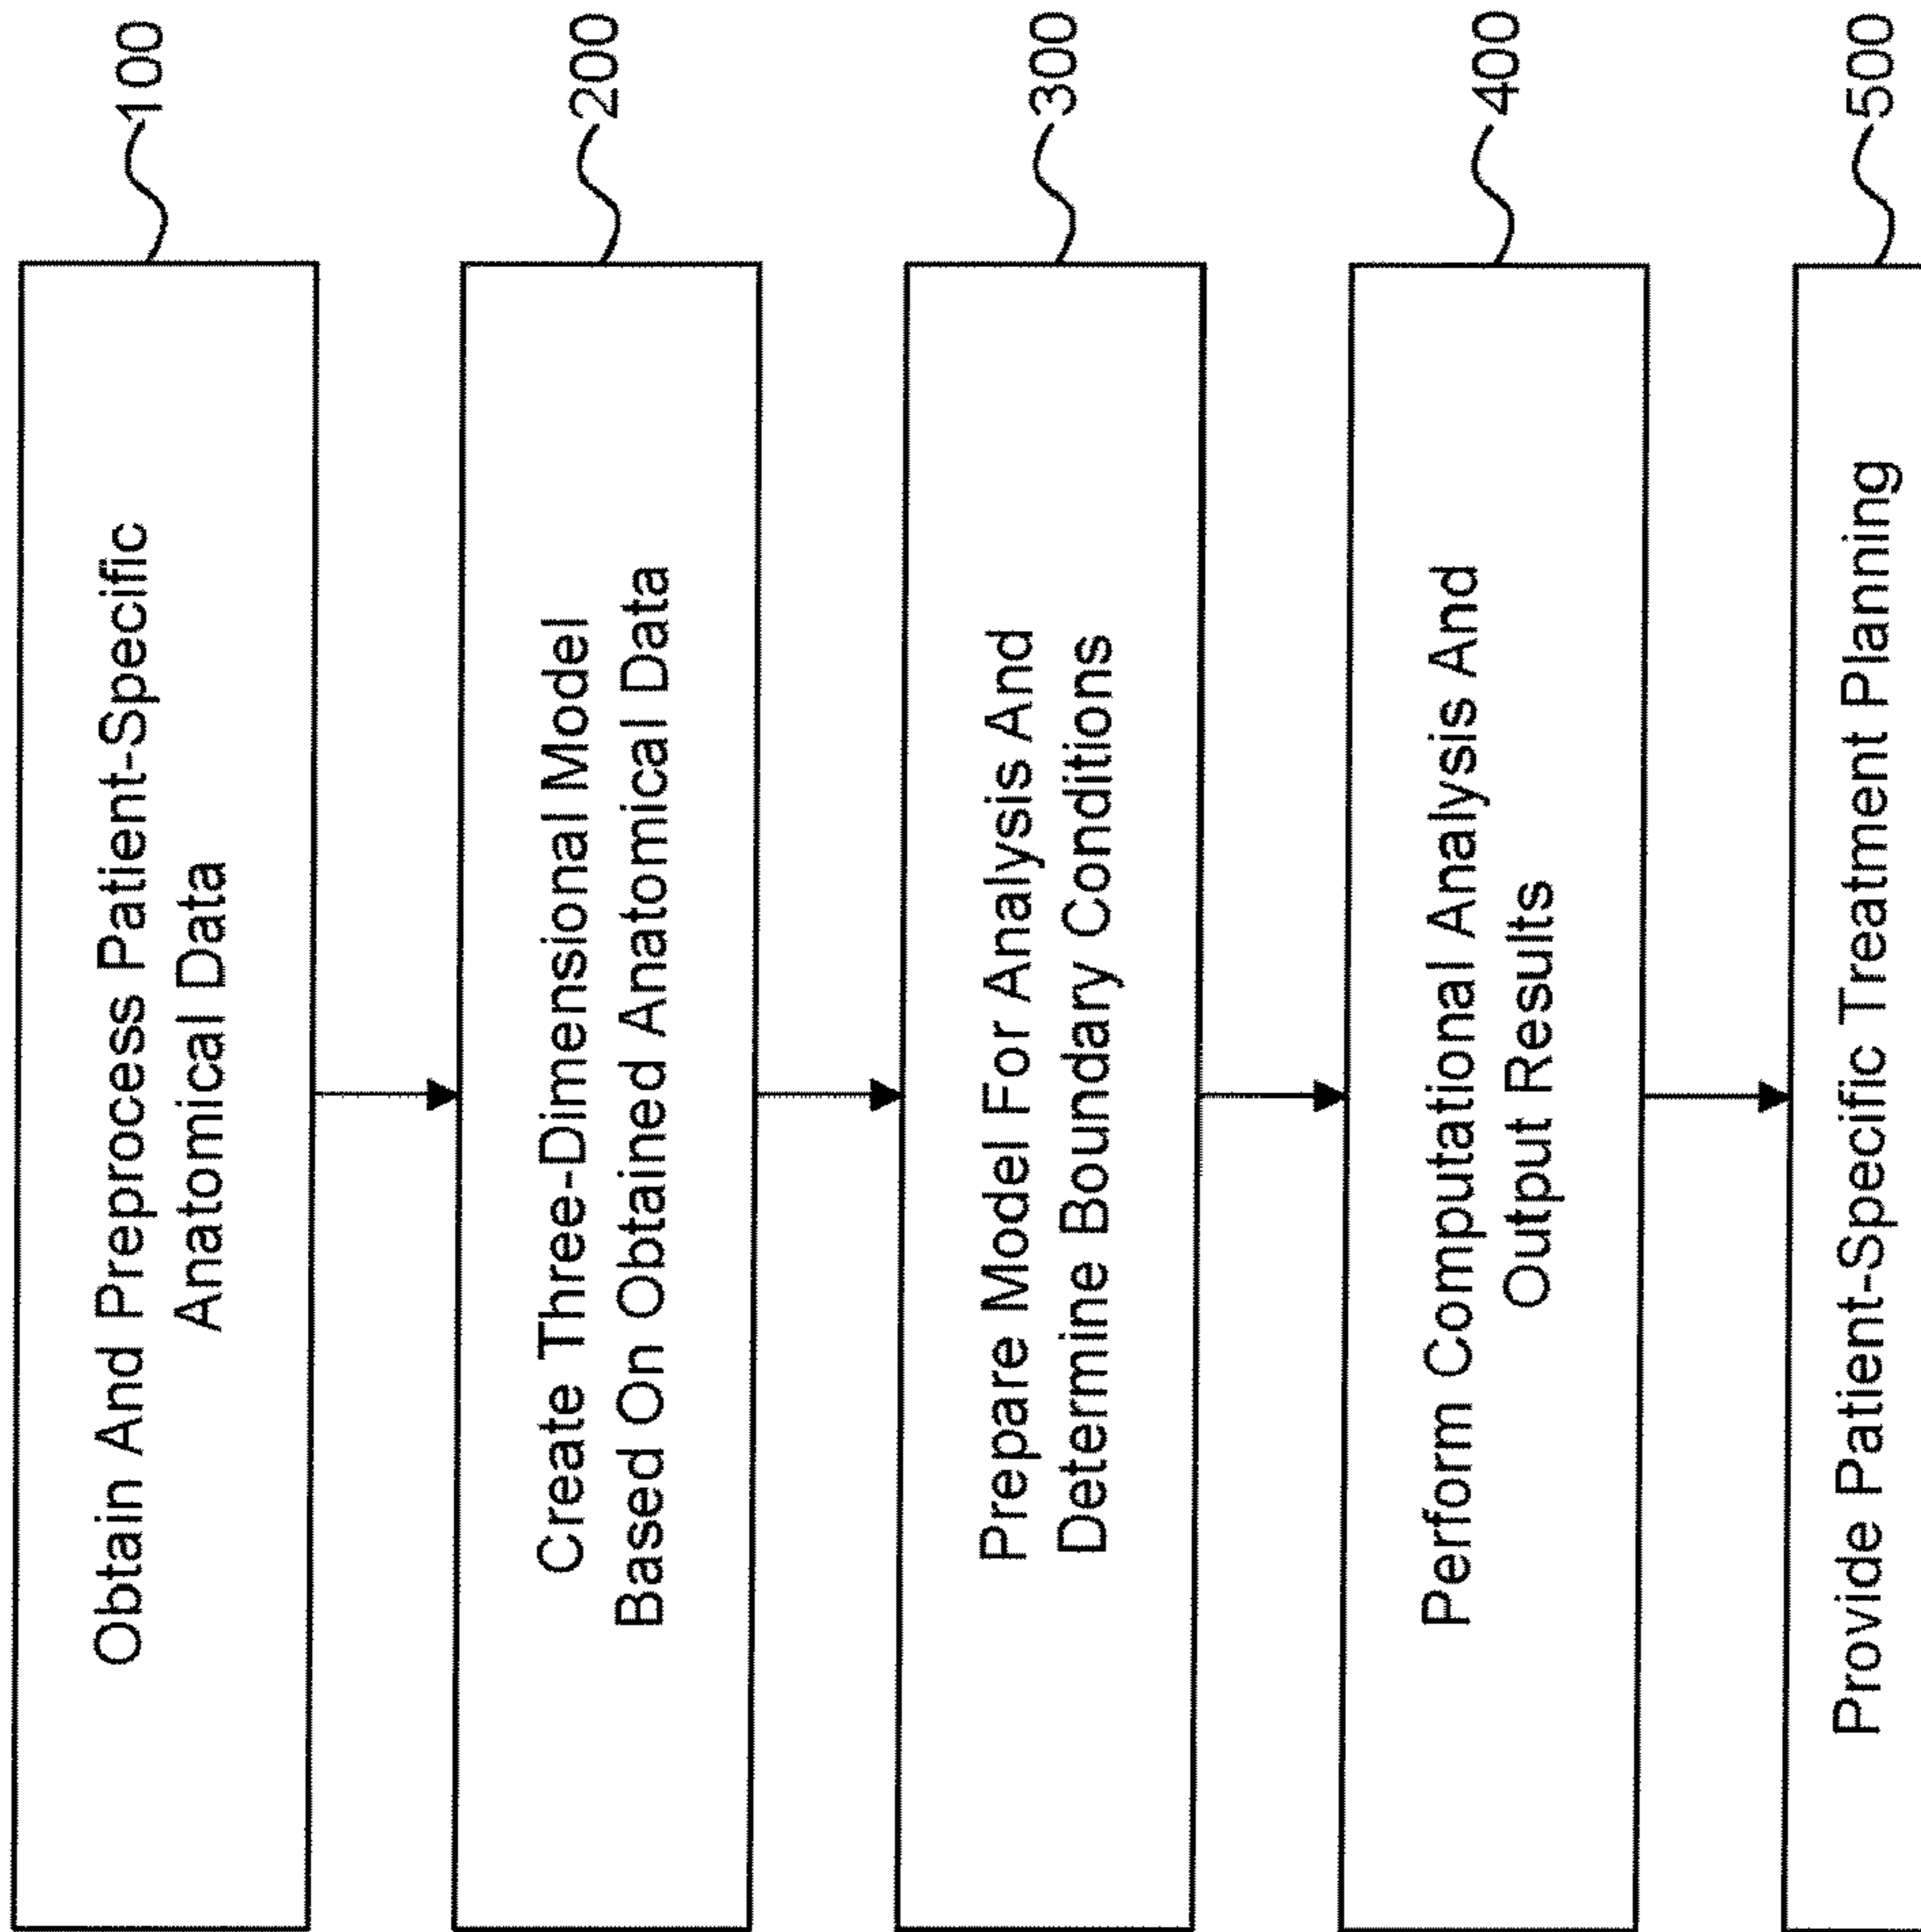 Obtain And Preprocess Patient-Specific
Anatomical Data
100
Create Three-Dimensional Model
Based On Obtained Anatomical Data
200
Prepare Model For Analysis And
Determine Boundary Conditions
300
Perform Computational Analysis And
Output Results
400
Provide Patient-Specific Treatment Planning
500